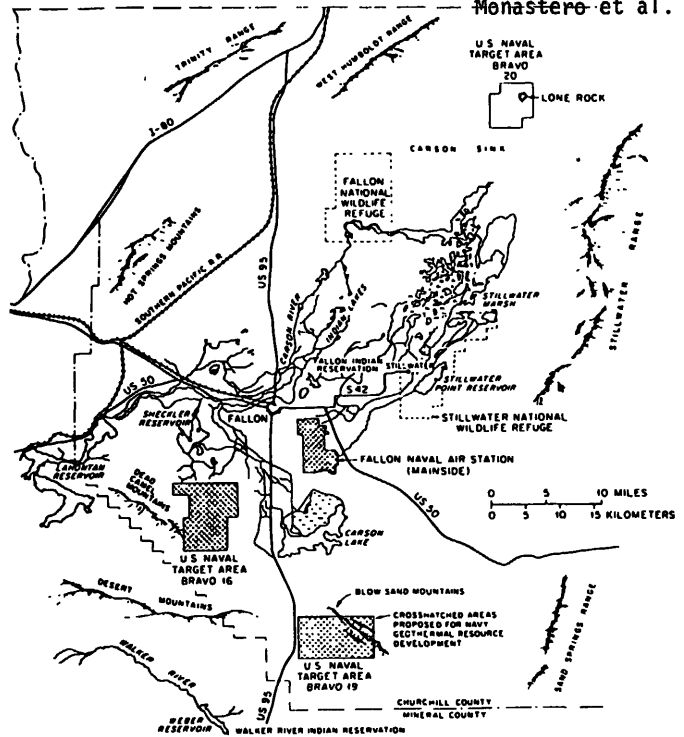 Monastero et al.
TRINITY RANGE
WEST HUMBOLDT RANGE
U S NAVAL
TARGET AREA
BRAVO
20
LONE ROCK
I-80
CARSON SINK
FALLON
NATIONAL
WILDLIFE
REFUGE
STILLWATER RANGE
HOT SPRINGS MOUNTAINS
SOUTHERN PACIFIC R.R
US 95
CARSON RIVER
INDIAN LAKES
STILLWATER
MARSH
FALLON INDIAN
RESERVATION
STILLWATER
US 50
S 42
STILLWATER
POINT RESERVOIR
SHECKLER
RESERVOIR
FALLON
STILLWATER NATIONAL
WILDLIFE REFUGE
LAHONTAN
RESERVOIR
DEAD
CAMEL
MOUNTAINS
FALLON NAVAL AIR STATION
(MAINSIDE)
US 50
0 5 10 MILES
0 5 10 15 KILOMETERS
CARSON
LAKE
U S NAVAL
TARGET AREA
BRAVO 16
DESERT MOUNTAINS
BLOW SAND MOUNTAINS
CROSSHATCHED AREAS
PROPOSED FOR NAVY
GEOTHERMAL RESOURCE
DEVELOPMENT
SAND SPRINGS RANGE
WALKER RIVER
U S NAVAL
TARGET AREA
BRAVO 19
US 95
WEBER
RESERVOIR
CHURCHILL COUNTY
MINERAL COUNTY
WALKER RIVER INDIAN RESERVATION